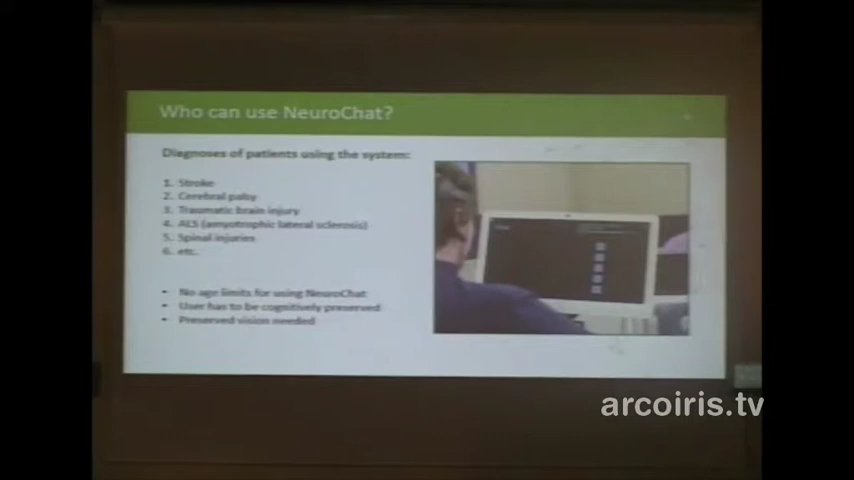 Who can use NeuroChat?
Diagnoses of patients using the system:
1. Stroke
2. Cerebral palsy
3. Traumatic brain injury
4. ALS (amyotrophic lateral sclerosis)
5. Spinal injuries
6. etc.
• No age limits for using NeuroChat
• User has to be cognitively preserved
• Preserved vision needed
arcoiris.tv